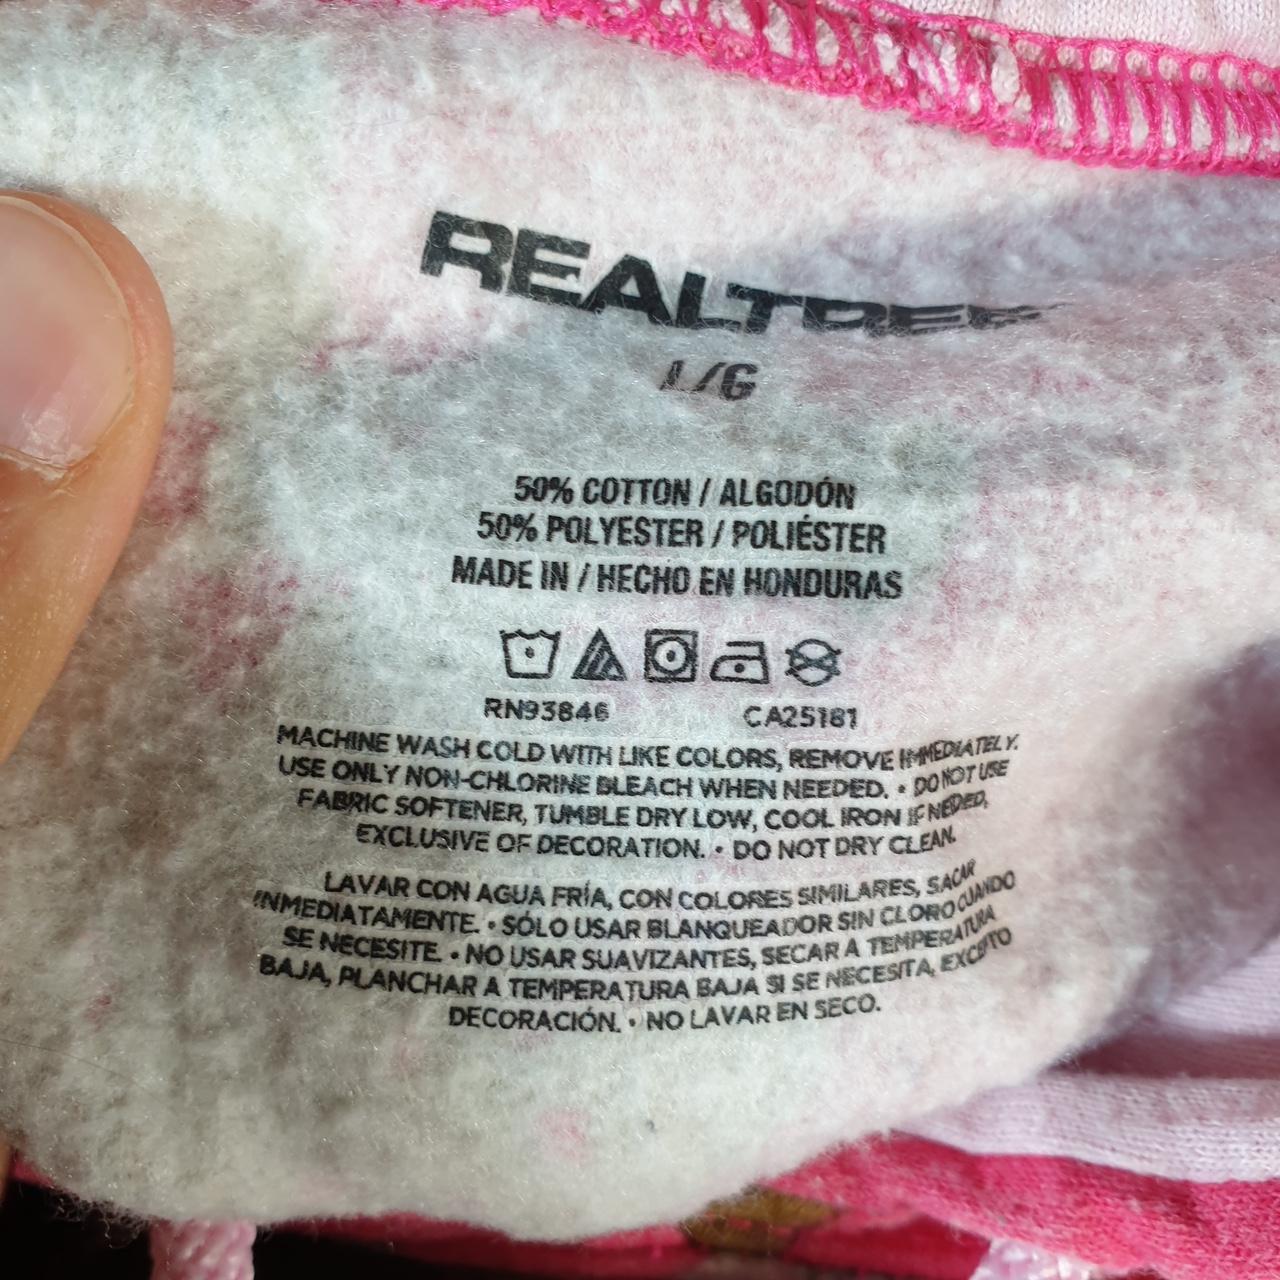 REALTREE
L/G
50% COTTON / ALGODÓN
50% POLYESTER / POLIÉSTER
MADE IN / HECHO EN HONDURAS
RN93846 CA25181
MACHINE WASH COLD WITH LIKE COLORS, REMOVE IMMEDIATELY.
USE ONLY NON-CHLORINE BLEACH WHEN NEEDED. • DO NOT USE
FABRIC SOFTENER, TUMBLE DRY LOW, COOL IRON IF NEEDED,
EXCLUSIVE OF DECORATION. • DO NOT DRY CLEAN.
LAVAR CON AGUA FRÍA, CON COLORES SIMILARES, SACAR
INMEDIATAMENTE. • SÓLO USAR BLANQUEADOR SIN CLORO CUANDO
SE NECESITE. • NO USAR SUAVIZANTES, SECAR A TEMPERATURA
BAJA, PLANCHAR A TEMPERATURA BAJA SI SE NECESITA, EXCEPTO
DECORACIÓN. • NO LAVAR EN SECO.